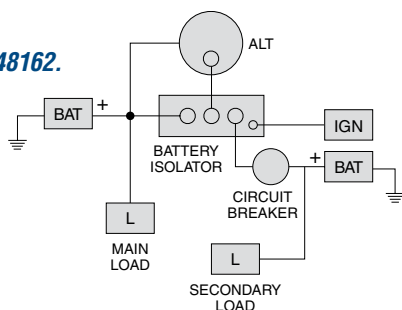 48162.
ALT
BAT
+
IGN
BATTERY
ISOLATOR
+
BAT
CIRCUIT
BREAKER
L
MAIN
LOAD
L
SECONDARY
LOAD